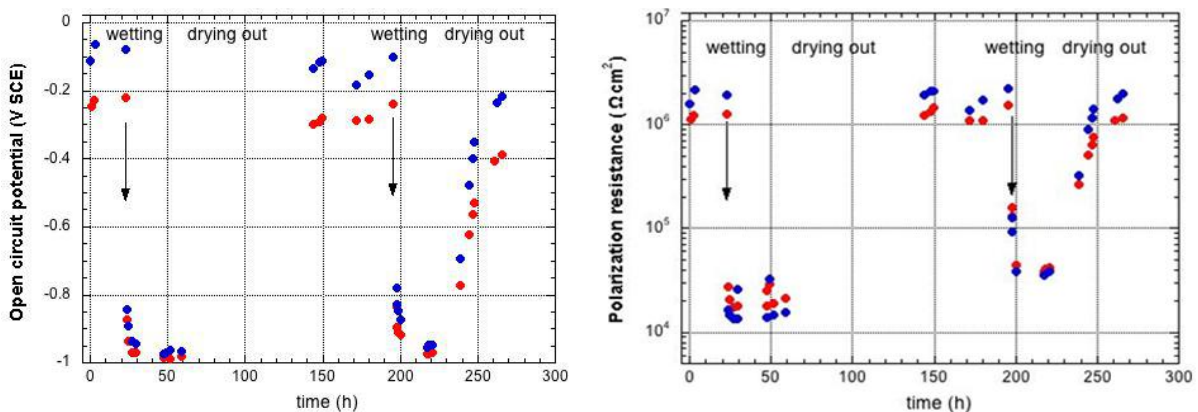 wetting drying out wetting drying out
Open circuit potential (V SCE)
0
-0.2
-0.4
-0.6
-0.8
-1
0 50 100 150 200 250 300
time (h)
wetting drying out wetting drying out
Polarization resistance (Ωcm²)
10⁷
10⁶
10⁵
10⁴
0 50 100 150 200 250 300
time (h)